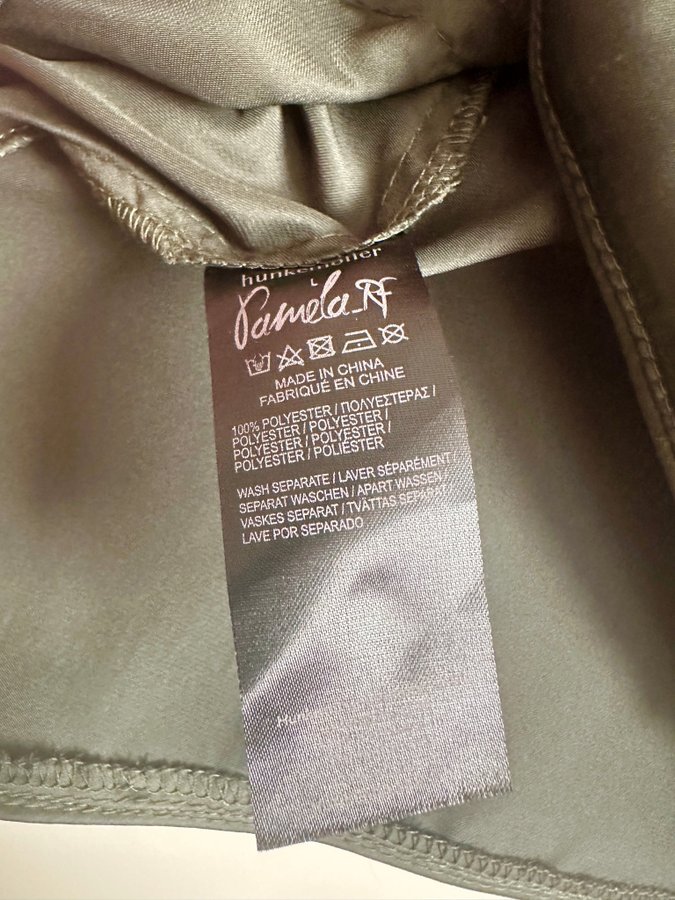 hunkemöller
L
Pamela_Rf
MADE IN CHINA
FABRIQUÉ EN CHINE
100% POLYESTER / ΠΟΛΥΕΣΤΕΡΑΣ /
POLYESTER / POLYESTER /
POLYESTER / POLYESTER /
POLYESTER / POLIÉSTER
WASH SEPARATE / LAVER SÉPARÉMENT /
SEPARAT WASCHEN / APART WASSEN /
VASKES SEPARAT / TVÄTTAS SEPARAT /
LAVE POR SEPARADO